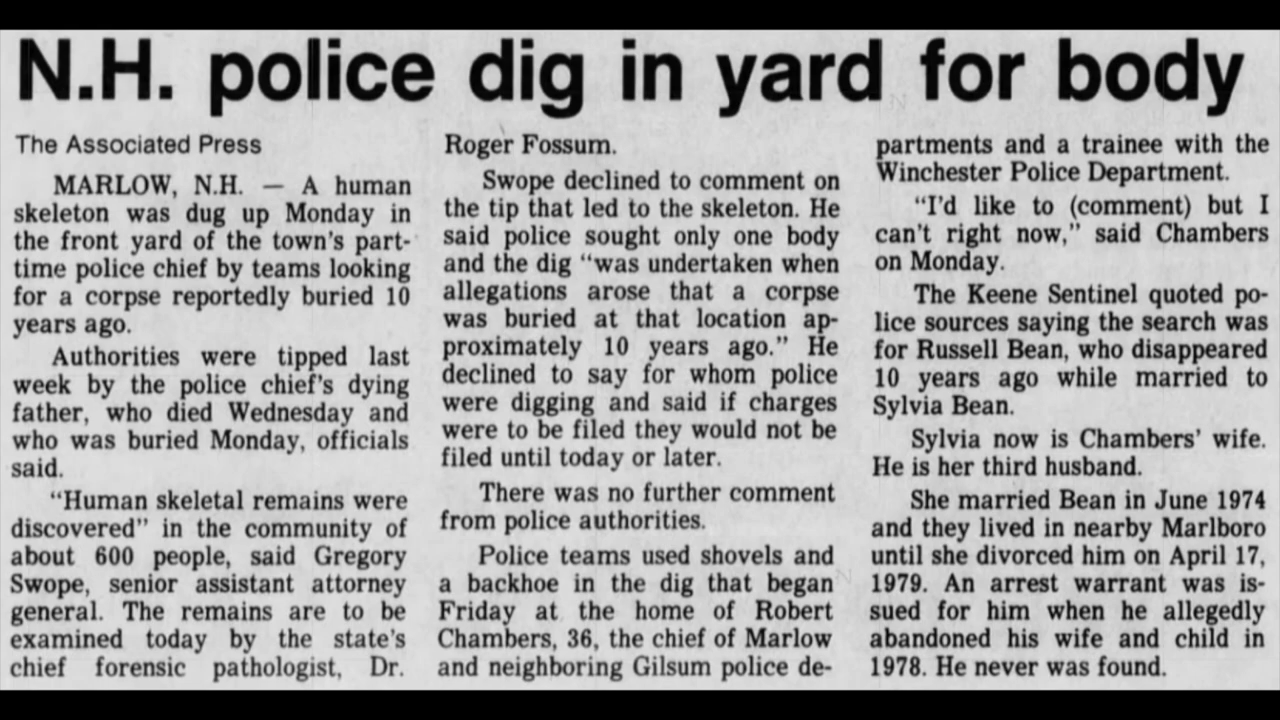 N.H. police dig in yard for body
The Associated Press
MARLOW, N.H. — A human
skeleton was dug up Monday in
the front yard of the town's part-
time police chief by teams looking
for a corpse reportedly buried 10
years ago.
Authorities were tipped last
week by the police chief's dying
father, who died Wednesday and
who was buried Monday, officials
said.
"Human skeletal remains were
discovered" in the community of
about 600 people, said Gregory
Swope, senior assistant attorney
general. The remains are to be
examined today by the state's
chief forensic pathologist, Dr.
Roger Fossum.
Swope declined to comment on
the tip that led to the skeleton. He
said police sought only one body
and the dig "was undertaken when
allegations arose that a corpse
was buried at that location ap-
proximately 10 years ago." He
declined to say for whom police
were digging and said if charges
were to be filed they would not be
filed until today or later.
There was no further comment
from police authorities.
Police teams used shovels and
a backhoe in the dig that began
Friday at the home of Robert
Chambers, 36, the chief of Marlow
and neighboring Gilsum police de-
partments and a trainee with the
Winchester Police Department.
"I'd like to (comment) but I
can't right now," said Chambers
on Monday.
The Keene Sentinel quoted po-
lice sources saying the search was
for Russell Bean, who disappeared
10 years ago while married to
Sylvia Bean.
Sylvia now is Chambers' wife.
He is her third husband.
She married Bean in June 1974
and they lived in nearby Marlboro
until she divorced him on April 17,
1979. An arrest warrant was is-
sued for him when he allegedly
abandoned his wife and child in
1978. He never was found.